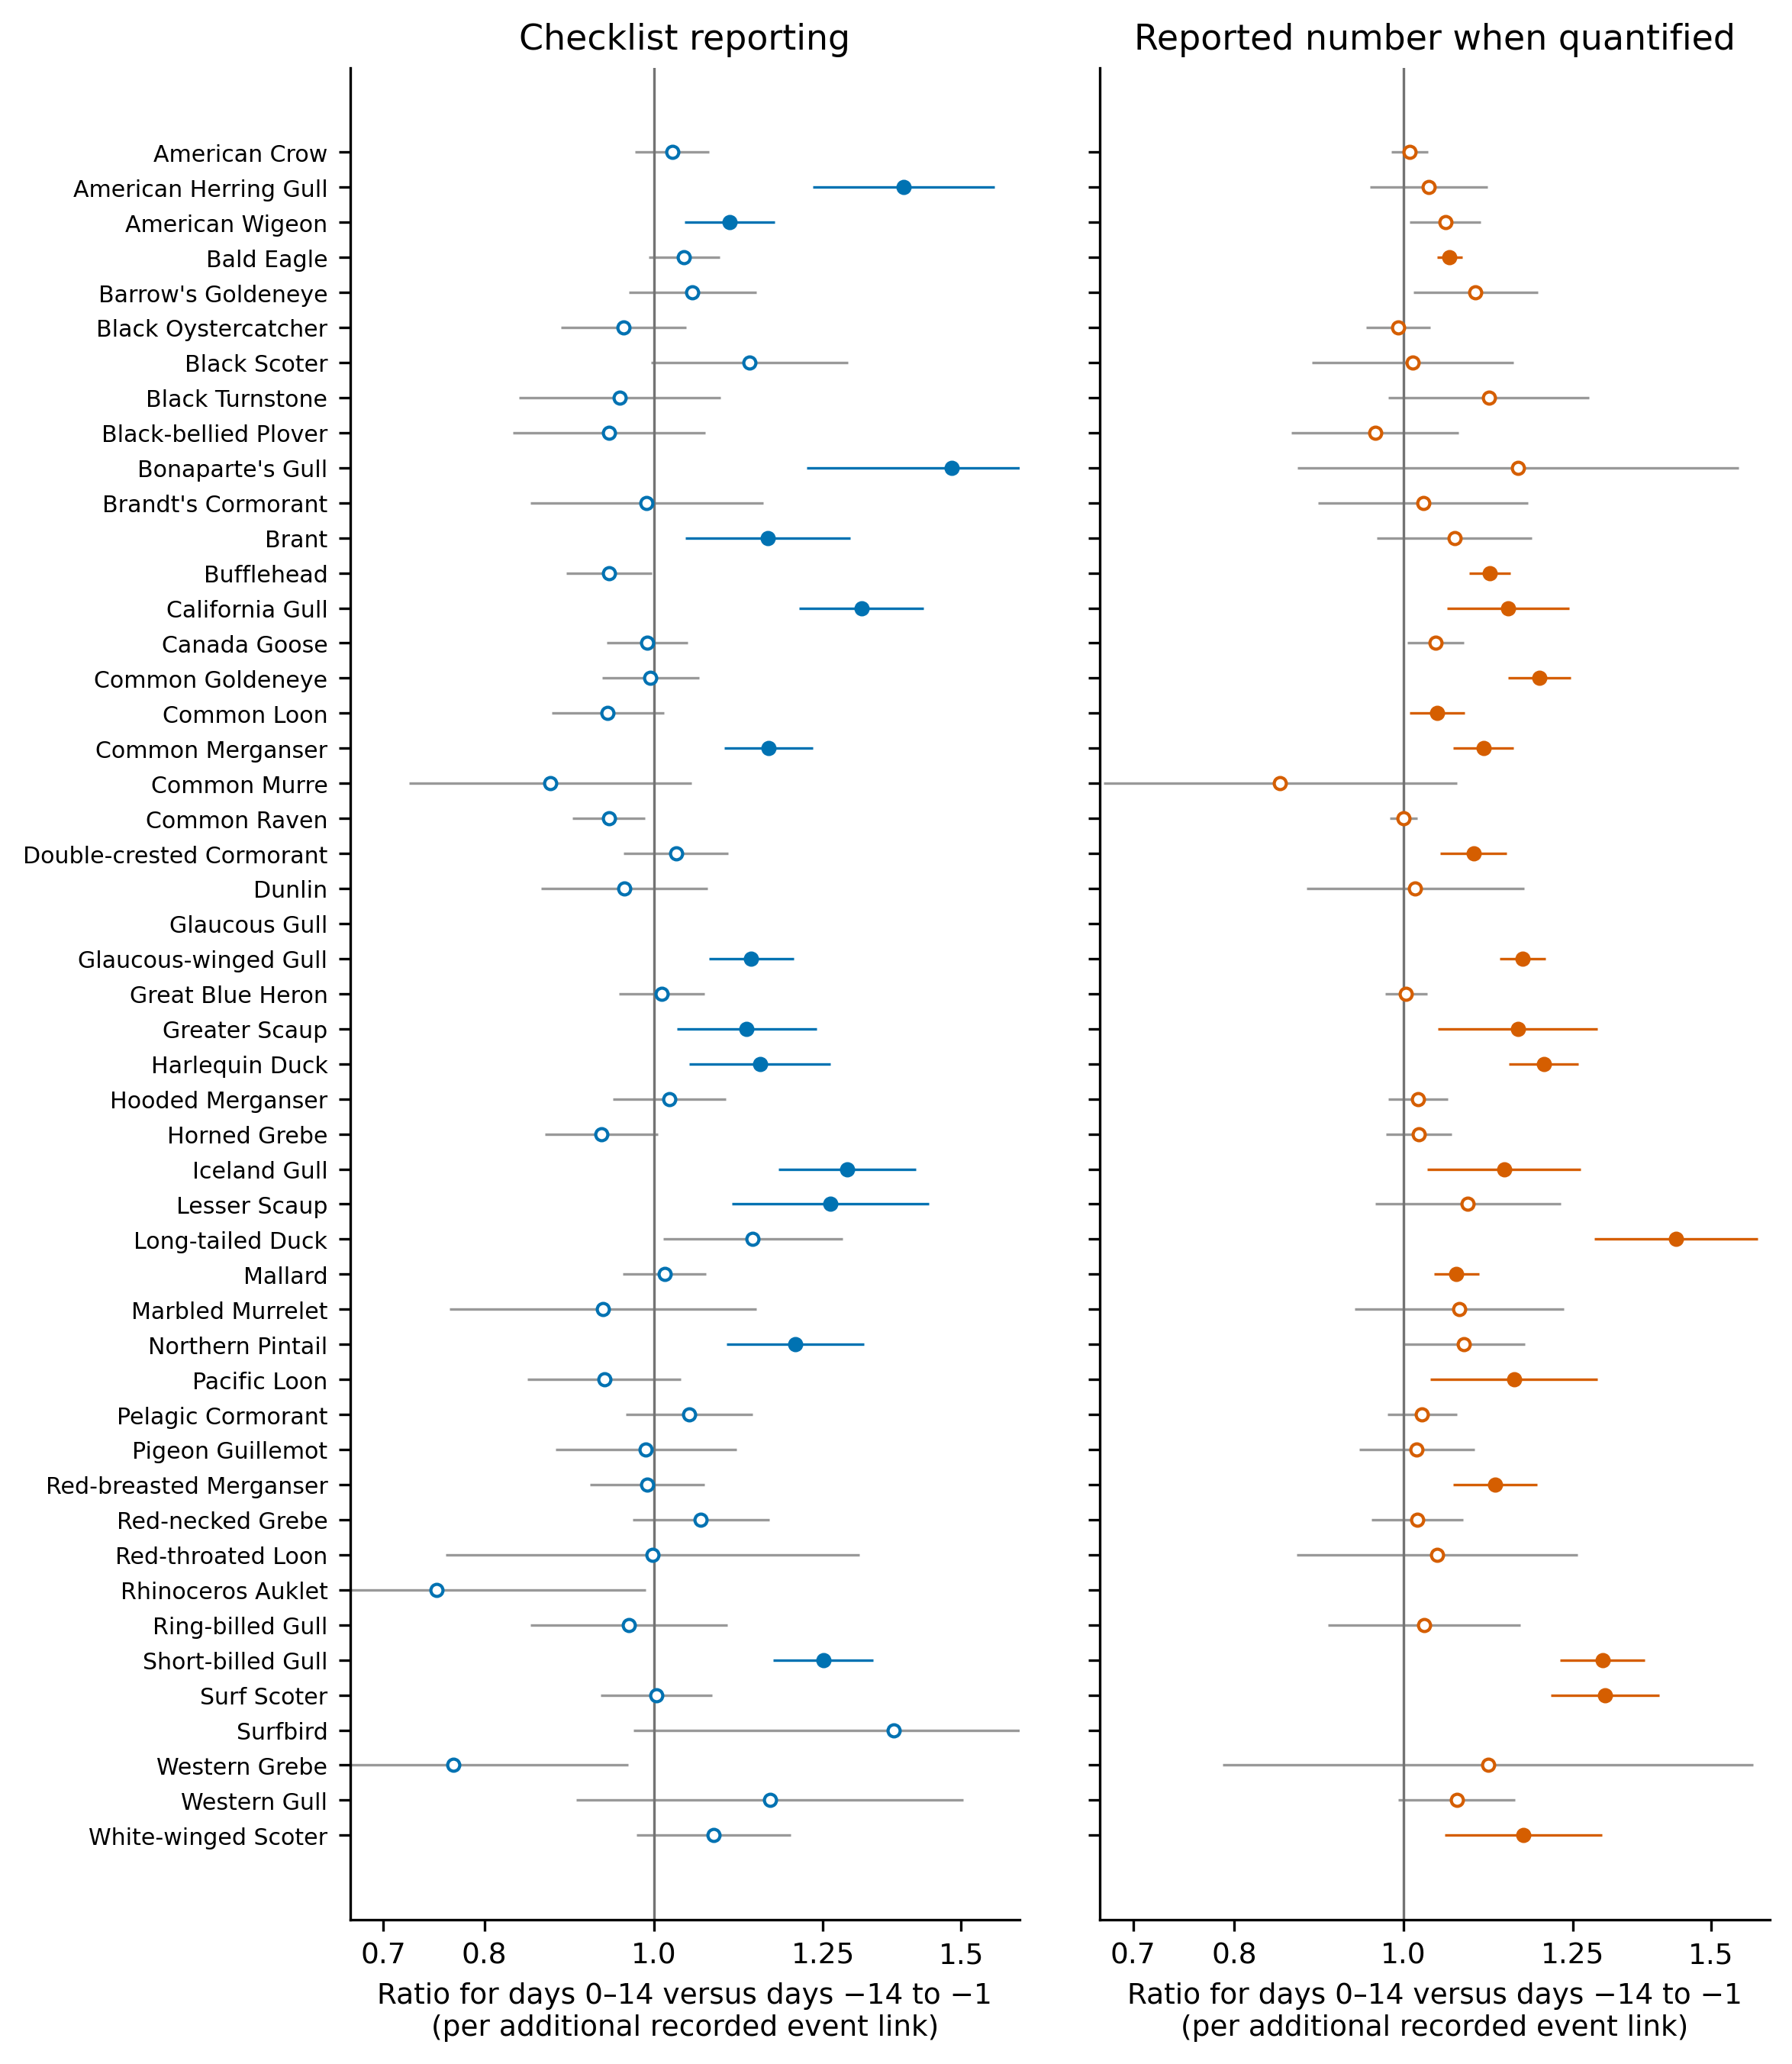 Checklist reporting
Reported number when quantified
American Crow
American Herring Gull
American Wigeon
Bald Eagle
Barrow's Goldeneye
Black Oystercatcher
Black Scoter
Black Turnstone
Black-bellied Plover
Bonaparte's Gull
Brandt's Cormorant
Brant
Bufflehead
California Gull
Canada Goose
Common Goldeneye
Common Loon
Common Merganser
Common Murre
Common Raven
Double-crested Cormorant
Dunlin
Glaucous Gull
Glaucous-winged Gull
Great Blue Heron
Greater Scaup
Harlequin Duck
Hooded Merganser
Horned Grebe
Iceland Gull
Lesser Scaup
Long-tailed Duck
Mallard
Marbled Murrelet
Northern Pintail
Pacific Loon
Pelagic Cormorant
Pigeon Guillemot
Red-breasted Merganser
Red-necked Grebe
Red-throated Loon
Rhinoceros Auklet
Ring-billed Gull
Short-billed Gull
Surf Scoter
Surfbird
Western Grebe
Western Gull
White-winged Scoter
0.7 0.8 1.0 1.25 1.5
Ratio for days 0–14 versus days −14 to −1
(per additional recorded event link)
0.7 0.8 1.0 1.25 1.5
Ratio for days 0–14 versus days −14 to −1
(per additional recorded event link)